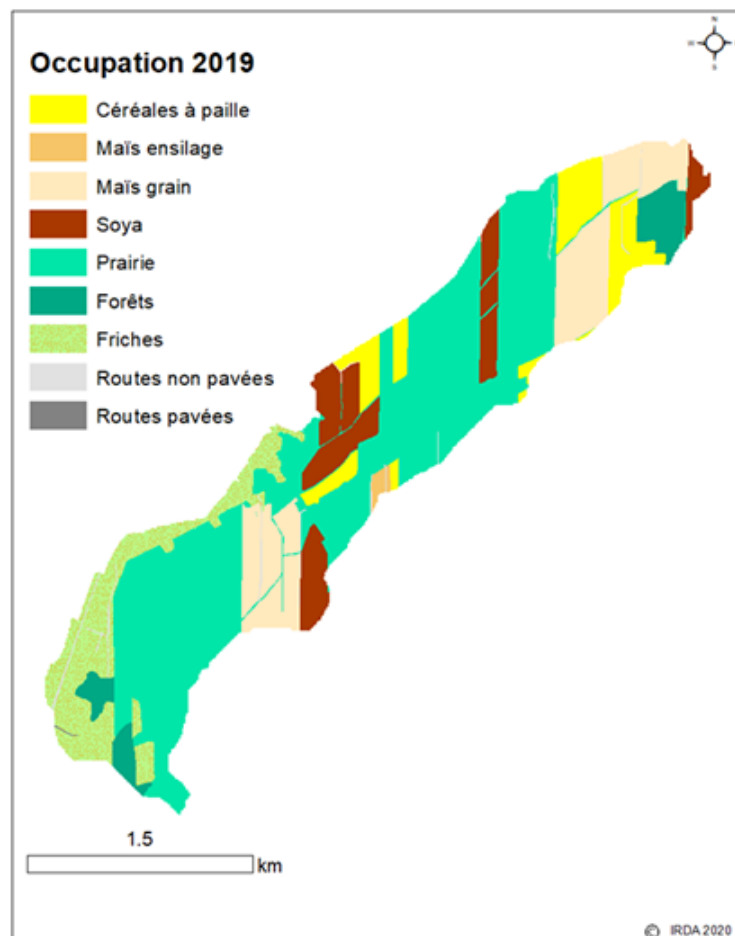 N
W
S
Occupation 2019
Céréales à paille
Maïs ensilage
Maïs grain
Soya
Prairie
Forêts
Friches
Routes non pavées
Routes pavées
1.5
km
© IRDA 2020